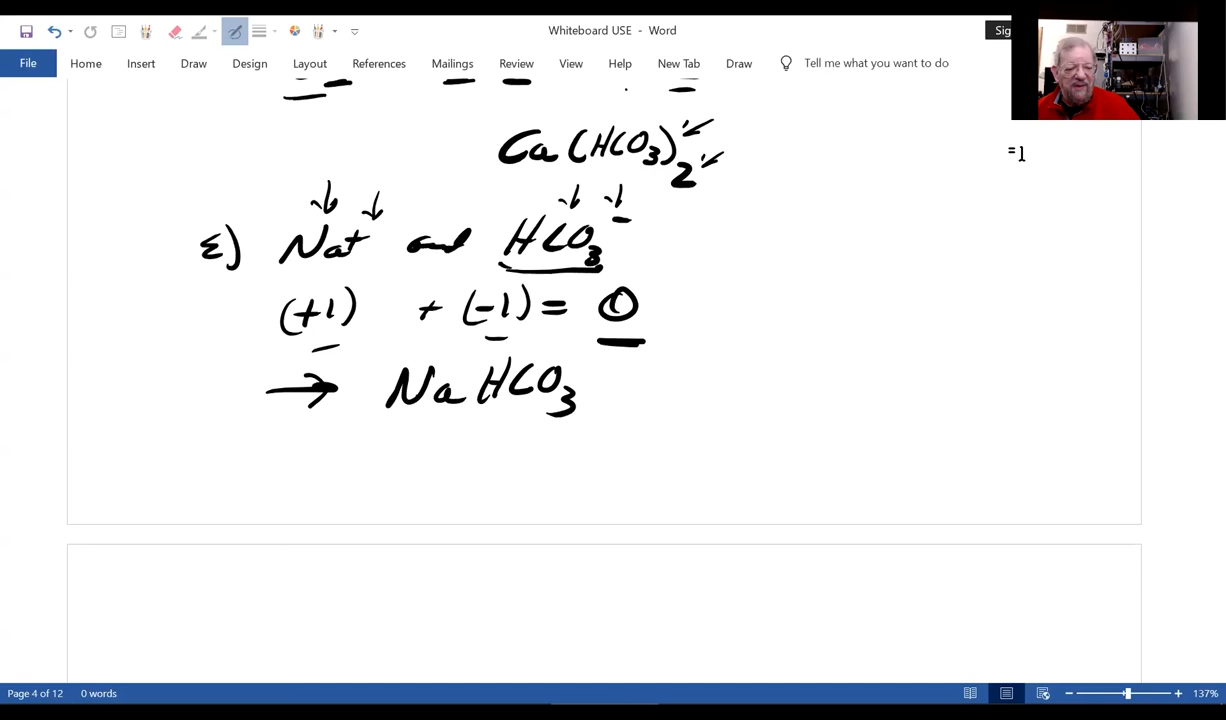 Whiteboard USE - Word
Sig
File Home Insert Draw Design Layout References Mailings Review View Help New Tab Draw Tell me what you want to do
Ca(HCO₃)₂
=1
ε) Na⁺ and HCO₃⁻
(+1) + (-1) = 0
→ NaHCO₃
Page 4 of 12 0 words 137%